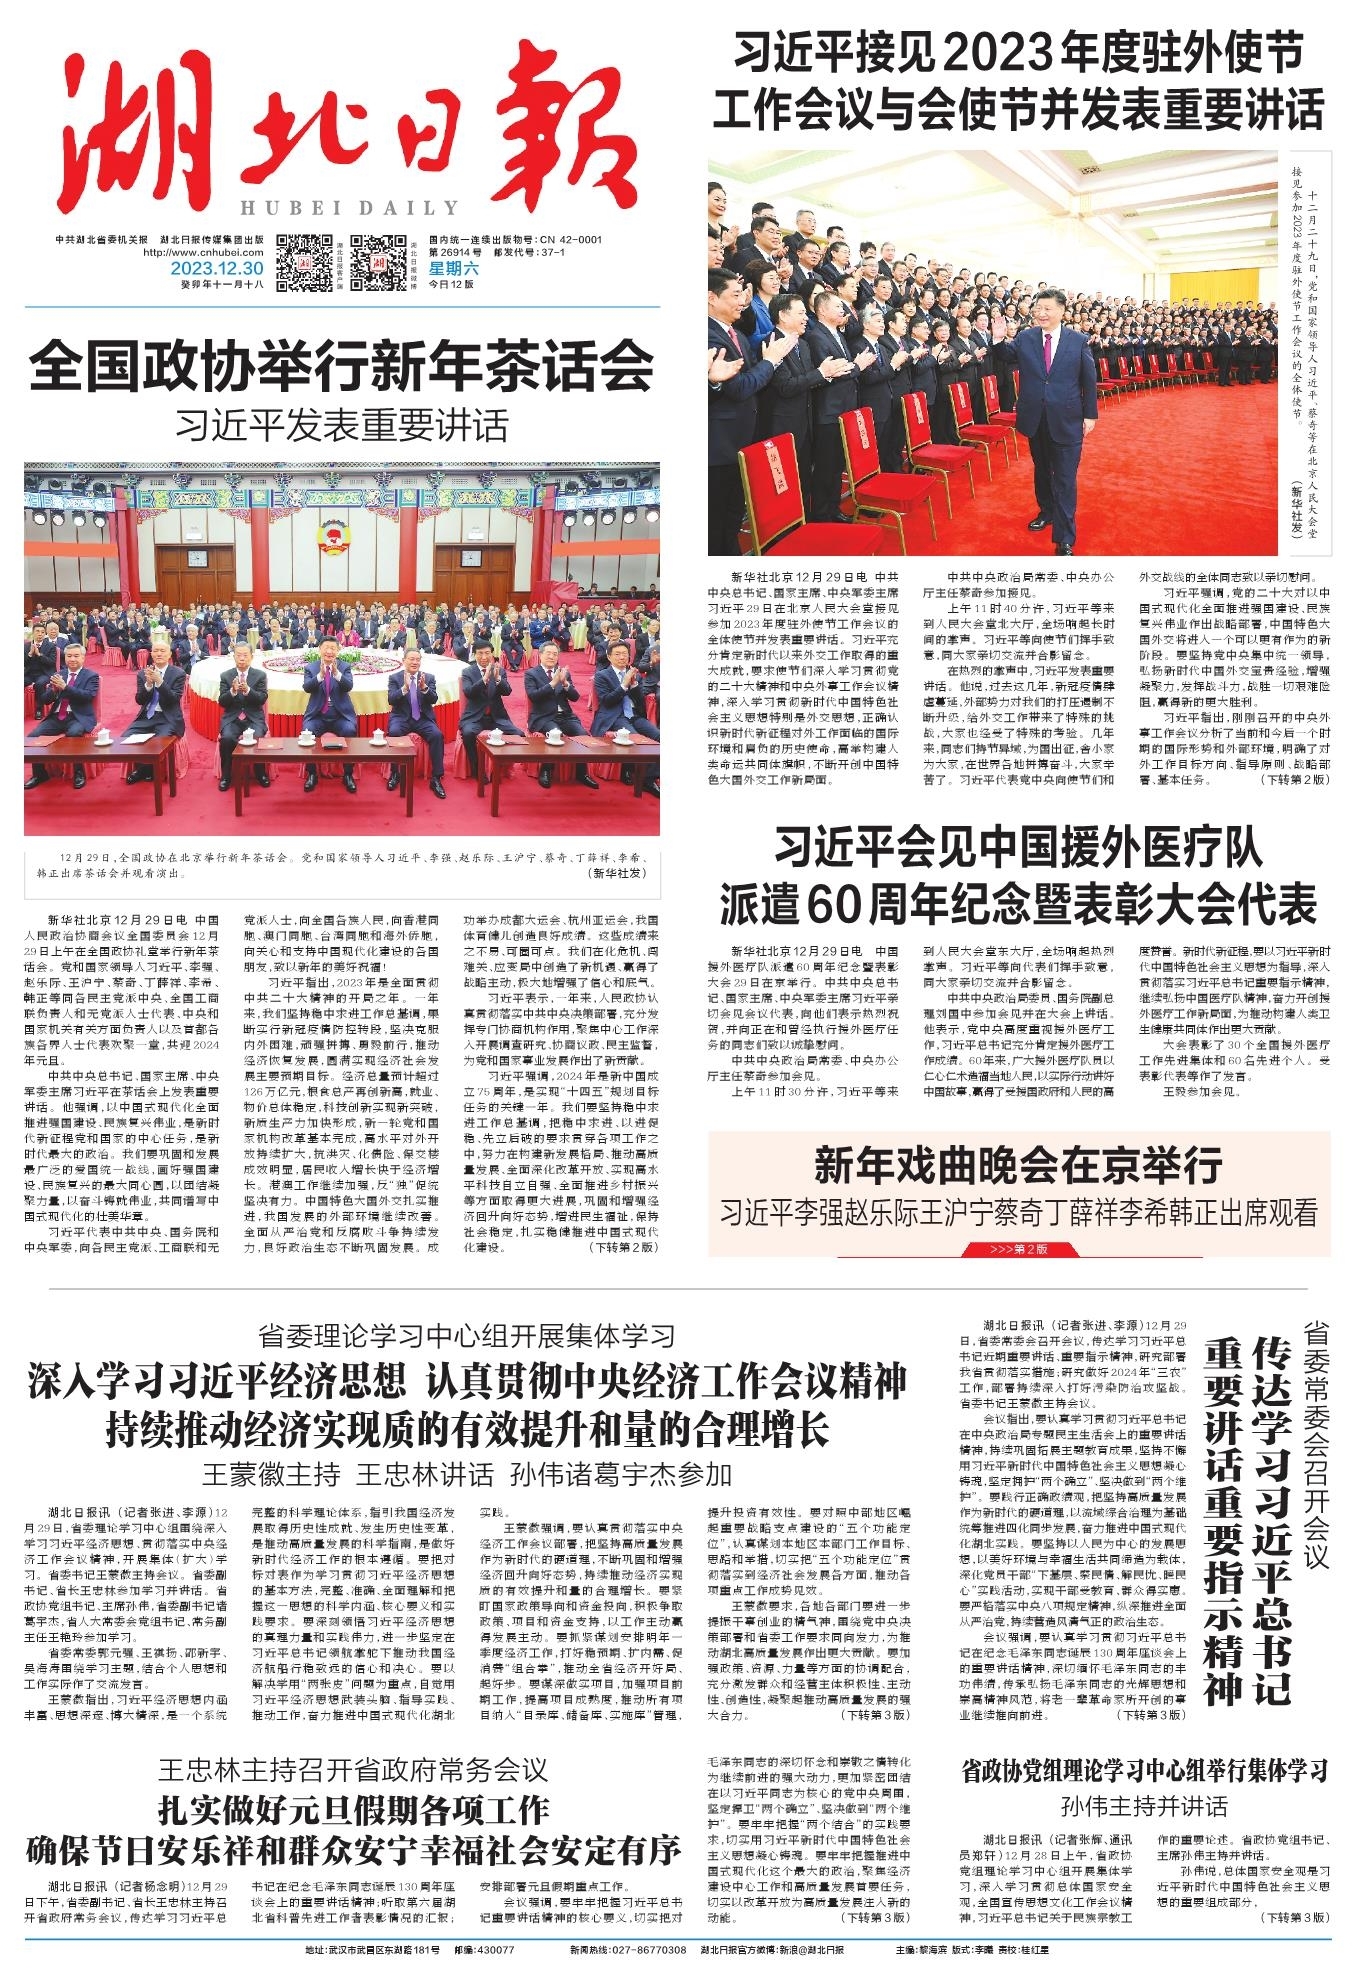 湖北日报
HUBEI DAILY
中共湖北省委机关报 湖北日报传媒集团出版
http://www.cnhubei.com
2023.12.30
癸卯年十一月十八
湖北日报客户端
湖北日报微博
国内统一连续出版物号:CN 42-0001
第26914号 邮发代号:37-1
星期六
今日12版
全国政协举行新年茶话会
习近平发表重要讲话
12月29日,全国政协在北京举行新年茶话会。党和国家领导人习近平、李强、赵乐际、王沪宁、蔡奇、丁薛祥、李希、
韩正出席茶话会并观看演出。 (新华社发)
新华社北京12月29日电 中国
人民政治协商会议全国委员会12月
29日上午在全国政协礼堂举行新年茶
话会。党和国家领导人习近平、李强、
赵乐际、王沪宁、蔡奇、丁薛祥、李希、
韩正等同各民主党派中央、全国工商
联负责人和无党派人士代表、中央和
国家机关有关方面负责人以及首都各
族各界人士代表欢聚一堂,共迎2024
年元旦。
中共中央总书记、国家主席、中央
军委主席习近平在茶话会上发表重要
讲话。他强调,以中国式现代化全面
推进强国建设、民族复兴伟业,是新时
代新征程党和国家的中心任务,是新
时代最大的政治。我们要巩固和发展
最广泛的爱国统一战线,画好强国建
设、民族复兴的最大同心圆,以团结凝
聚力量,以奋斗铸就伟业,共同谱写中
国式现代化的壮美华章。
习近平代表中共中央、国务院和
中央军委,向各民主党派、工商联和无
党派人士,向全国各族人民,向香港同
胞、澳门同胞、台湾同胞和海外侨胞,
向关心和支持中国现代化建设的各国
朋友,致以新年的美好祝福!
习近平指出,2023年是全面贯彻
中共二十大精神的开局之年。一年
来,我们坚持稳中求进工作总基调,果
断实行新冠疫情防控转段,坚决克服
内外困难,顽强拼搏、勇毅前行,推动
经济恢复发展,圆满实现经济社会发
展主要预期目标。经济总量预计超过
126万亿元,粮食总产再创新高,就业、
物价总体稳定,科技创新实现新突破,
新质生产力加快形成,新一轮党和国
家机构改革基本完成,高水平对外开
放持续扩大,抗洪灾、化债险、保交楼
成效明显,居民收入增长快于经济增
长。港澳工作继续加强,反“独”促统
坚决有力。中国特色大国外交扎实推
进,我国发展的外部环境继续改善。
全面从严治党和反腐败斗争持续发
力,良好政治生态不断巩固发展。成
功举办成都大运会、杭州亚运会,我国
体育健儿创造良好成绩。这些成绩来
之不易、可圈可点。我们在化危机、闯
难关、应变局中创造了新机遇、赢得了
战略主动,极大地增强了信心和底气。
习近平表示,一年来,人民政协认
真贯彻落实中共中央决策部署,充分发
挥专门协商机构作用,聚焦中心工作深
入开展调查研究、协商议政、民主监督,
为党和国家事业发展作出了新贡献。
习近平强调,2024年是新中国成
立75周年,是实现“十四五”规划目标
任务的关键一年。我们要坚持稳中求
进工作总基调,把稳中求进、以进促
稳、先立后破的要求贯穿各项工作之
中,努力在构建新发展格局、推动高质
量发展、全面深化改革开放、实现高水
平科技自立自强、全面推进乡村振兴
等方面取得更大进展,巩固和增强经
济回升向好态势,增进民生福祉,保持
社会稳定,扎实稳健推进中国式现代
化建设。 (下转第2版)
习近平接见2023年度驻外使节
工作会议与会使节并发表重要讲话
十二月二十九日,党和国家领导人习近平、蔡奇等在北京人民大会堂
接见参加2023年度驻外使节工作会议的全体使节。 (新华社发)
新华社北京12月29日电 中共
中央总书记、国家主席、中央军委主席
习近平29日在北京人民大会堂接见
参加2023年度驻外使节工作会议的
全体使节并发表重要讲话。习近平充
分肯定新时代以来外交工作取得的重
大成就,要求使节们深入学习贯彻党
的二十大精神和中央外事工作会议精
神,深入学习贯彻新时代中国特色社
会主义思想特别是外交思想,正确认
识新时代新征程对外工作面临的国际
环境和肩负的历史使命,高举构建人
类命运共同体旗帜,不断开创中国特
色大国外交工作新局面。
中共中央政治局常委、中央办公
厅主任蔡奇参加接见。
上午11时40分许,习近平等来
到人民大会堂北大厅,全场响起长时
间的掌声。习近平等向使节们挥手致
意,同大家亲切交流并合影留念。
在热烈的掌声中,习近平发表重要
讲话。他说,过去这几年,新冠疫情肆
虐蔓延,外部势力对我们的打压遏制不
断升级,给外交工作带来了特殊的挑
战,大家也经受了特殊的考验。几年
来,同志们持节异域,为国出征,舍小家
为大家,在世界各地拼搏奋斗,大家辛
苦了。习近平代表党中央向使节们和
外交战线的全体同志致以亲切慰问。
习近平强调,党的二十大对以中
国式现代化全面推进强国建设、民族
复兴伟业作出战略部署,中国特色大
国外交将进入一个可以更有作为的新
阶段。要坚持党中央集中统一领导,
弘扬新时代中国外交宝贵经验,增强
凝聚力,发挥战斗力,战胜一切艰难险
阻,赢得新的更大胜利。
习近平指出,刚刚召开的中央外
事工作会议分析了当前和今后一个时
期的国际形势和外部环境,明确了对
外工作目标方向、指导原则、战略部
署、基本任务。 (下转第2版)
习近平会见中国援外医疗队
派遣60周年纪念暨表彰大会代表
新华社北京12月29日电 中国
援外医疗队派遣60周年纪念暨表彰
大会29日在京举行。中共中央总书
记、国家主席、中央军委主席习近平亲
切会见会议代表,向他们表示热烈祝
贺,并向正在和曾经执行援外医疗任
务的同志们致以诚挚慰问。
中共中央政治局常委、中央办公
厅主任蔡奇参加会见。
上午11时30分许,习近平等来
到人民大会堂东大厅,全场响起热烈
掌声。习近平等向代表们挥手致意,
同大家亲切交流并合影留念。
中共中央政治局委员、国务院副总
理刘国中参加会见并在大会上讲话。
他表示,党中央高度重视援外医疗工
作,习近平总书记充分肯定援外医疗工
作成绩。60年来,广大援外医疗队员以
仁心仁术造福当地人民,以实际行动讲好
中国故事,赢得了受援国政府和人民的高
度赞誉。新时代新征程,要以习近平新时
代中国特色社会主义思想为指导,深入
贯彻落实习近平总书记重要指示精神,
继续弘扬中国医疗队精神,奋力开创援
外医疗工作新局面,为推动构建人类卫
生健康共同体作出更大贡献。
大会表彰了30个全国援外医疗
工作先进集体和60名先进个人。受
表彰代表等作了发言。
王毅参加会见。
新年戏曲晚会在京举行
习近平李强赵乐际王沪宁蔡奇丁薛祥李希韩正出席观看
>>>第2版
省委理论学习中心组开展集体学习
深入学习习近平经济思想 认真贯彻中央经济工作会议精神
持续推动经济实现质的有效提升和量的合理增长
王蒙徽主持 王忠林讲话 孙伟诸葛宇杰参加
湖北日报讯 (记者张进、李源)12
月29日,省委理论学习中心组围绕深入
学习习近平经济思想、贯彻落实中央经
济工作会议精神,开展集体(扩大)学
习。省委书记王蒙徽主持会议。省委副
书记、省长王忠林参加学习并讲话。省
政协党组书记、主席孙伟,省委副书记诸
葛宇杰,省人大常委会党组书记、常务副
主任王艳玲参加学习。
省委常委郭元强、王祺扬、邵新宇、
吴海涛围绕学习主题,结合个人思想和
工作实际作了交流发言。
王蒙徽指出,习近平经济思想内涵
丰富、思想深邃、博大精深,是一个系统
完整的科学理论体系,指引我国经济发
展取得历史性成就、发生历史性变革,
是推动高质量发展的科学指南,是做好
新时代经济工作的根本遵循。要把对
标对表作为学习贯彻习近平经济思想
的基本方法,完整、准确、全面理解和把
握这一思想的科学内涵、核心要义和实
践要求。要深刻领悟习近平经济思想
的真理力量和实践伟力,进一步坚定在
习近平总书记领航掌舵下推动我国经
济航船行稳致远的信心和决心。要以
解决学用“两张皮”问题为重点,自觉用
习近平经济思想武装头脑、指导实践、
推动工作,奋力推进中国式现代化湖北
实践。
王蒙徽强调,要认真贯彻落实中央
经济工作会议部署,把坚持高质量发展
作为新时代的硬道理,不断巩固和增强
经济回升向好态势,持续推动经济实现
质的有效提升和量的合理增长。要紧
盯国家政策导向和资金投向,积极争取
政策、项目和资金支持,以工作主动赢
得发展主动。要抓紧谋划安排明年一
季度经济工作,打好稳预期、扩内需、促
消费“组合拳”,推动全省经济开好局、
起好步。要谋深做实项目,加强项目前
期工作,提高项目成熟度,推动所有项
目纳入“目录库、储备库、实施库”管理,
提升投资有效性。要对照中部地区崛
起重要战略支点建设的“五个功能定
位”,认真谋划本地区本部门工作目标、
思路和举措,切实把“五个功能定位”贯
彻落实到经济社会发展各方面,推动各
项重点工作成势见效。
王蒙徽要求,各地各部门要进一步
提振干事创业的精气神,围绕党中央决
策部署和省委工作要求同向发力,为推
动湖北高质量发展作出更大贡献。要加
强政策、资源、力量等方面的协调配合,
充分激发群众和经营主体积极性、主动
性、创造性,凝聚起推动高质量发展的强
大合力。 (下转第3版)
省委常委会召开会议
传达学习习近平总书记
重要讲话重要指示精神
湖北日报讯 (记者张进、李源)12月29
日,省委常委会召开会议,传达学习习近平总
书记近期重要讲话、重要指示精神,研究部署
我省贯彻落实措施;研究做好2024年“三农”
工作,部署持续深入打好污染防治攻坚战。
省委书记王蒙徽主持会议。
会议指出,要认真学习贯彻习近平总书记
在中央政治局专题民主生活会上的重要讲话
精神,持续巩固拓展主题教育成果,坚持不懈
用习近平新时代中国特色社会主义思想凝心
铸魂,坚定拥护“两个确立”、坚决做到“两个维
护”。要践行正确政绩观,把坚持高质量发展
作为新时代的硬道理,以流域综合治理为基础
统筹推进四化同步发展,奋力推进中国式现代
化湖北实践。要坚持以人民为中心的发展思
想,以美好环境与幸福生活共同缔造为载体,
深化党员干部“下基层、察民情、解民忧、暖民
心”实践活动,实现干部受教育、群众得实惠。
要严格落实中央八项规定精神,纵深推进全面
从严治党,持续营造风清气正的政治生态。
会议强调,要认真学习贯彻习近平总书
记在纪念毛泽东同志诞辰130周年座谈会上
的重要讲话精神,深切缅怀毛泽东同志的丰
功伟绩,传承弘扬毛泽东同志的光辉思想和
崇高精神风范,将老一辈革命家所开创的事
业继续推向前进。 (下转第3版)
王忠林主持召开省政府常务会议
扎实做好元旦假期各项工作
确保节日安乐祥和群众安宁幸福社会安定有序
湖北日报讯 (记者杨念明)12月29
日下午,省委副书记、省长王忠林主持召
开省政府常务会议,传达学习习近平总
书记在纪念毛泽东同志诞辰130周年座
谈会上的重要讲话精神;听取第六届湖
北省科普先进工作者表彰情况的汇报;
安排部署元旦假期重点工作。
会议强调,要牢牢把握习近平总书
记重要讲话精神的核心要义,切实把对
毛泽东同志的深切怀念和崇敬之情转化
为继续前进的强大动力,更加紧密团结
在以习近平同志为核心的党中央周围,
坚定捍卫“两个确立”、坚决做到“两个维
护”。要牢牢把握“两个结合”的实践要
求,切实用习近平新时代中国特色社会
主义思想凝心铸魂。要牢牢把握推进中
国式现代化这个最大的政治,聚焦经济
建设中心工作和高质量发展首要任务,
切实以改革开放为高质量发展注入新的
动能。 (下转第3版)
省政协党组理论学习中心组举行集体学习
孙伟主持并讲话
湖北日报讯 (记者张辉、通讯
员郑轩)12月28日上午,省政协
党组理论学习中心组开展集体学
习,深入学习贯彻总体国家安全
观,全国宣传思想文化工作会议精
神,习近平总书记关于民族宗教工
作的重要论述。省政协党组书记、
主席孙伟主持并讲话。
孙伟说,总体国家安全观是习
近平新时代中国特色社会主义思
想的重要组成部分,
(下转第3版)
地址:武汉市武昌区东湖路181号 邮编:430077 新闻热线:027-86770308 湖北日报官方微博:新浪@湖北日报 主编:黎海滨 版式:李曦 责校:桂红星